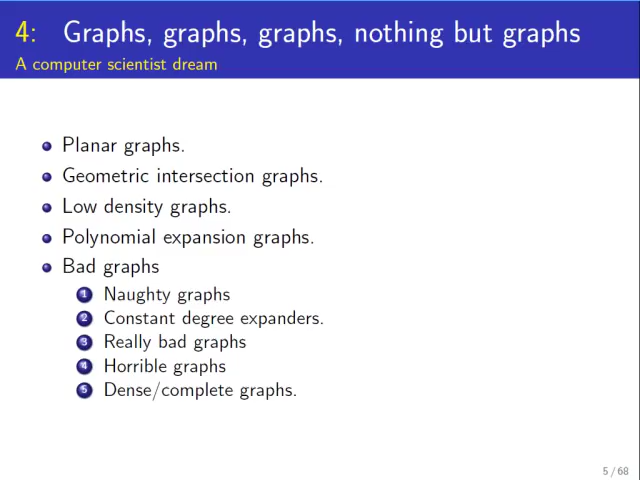 4: Graphs, graphs, graphs, nothing but graphs
A computer scientist dream
Planar graphs.
Geometric intersection graphs.
Low density graphs.
Polynomial expansion graphs.
Bad graphs
1 Naughty graphs
2 Constant degree expanders.
3 Really bad graphs
4 Horrible graphs
5 Dense/complete graphs.
5 / 68